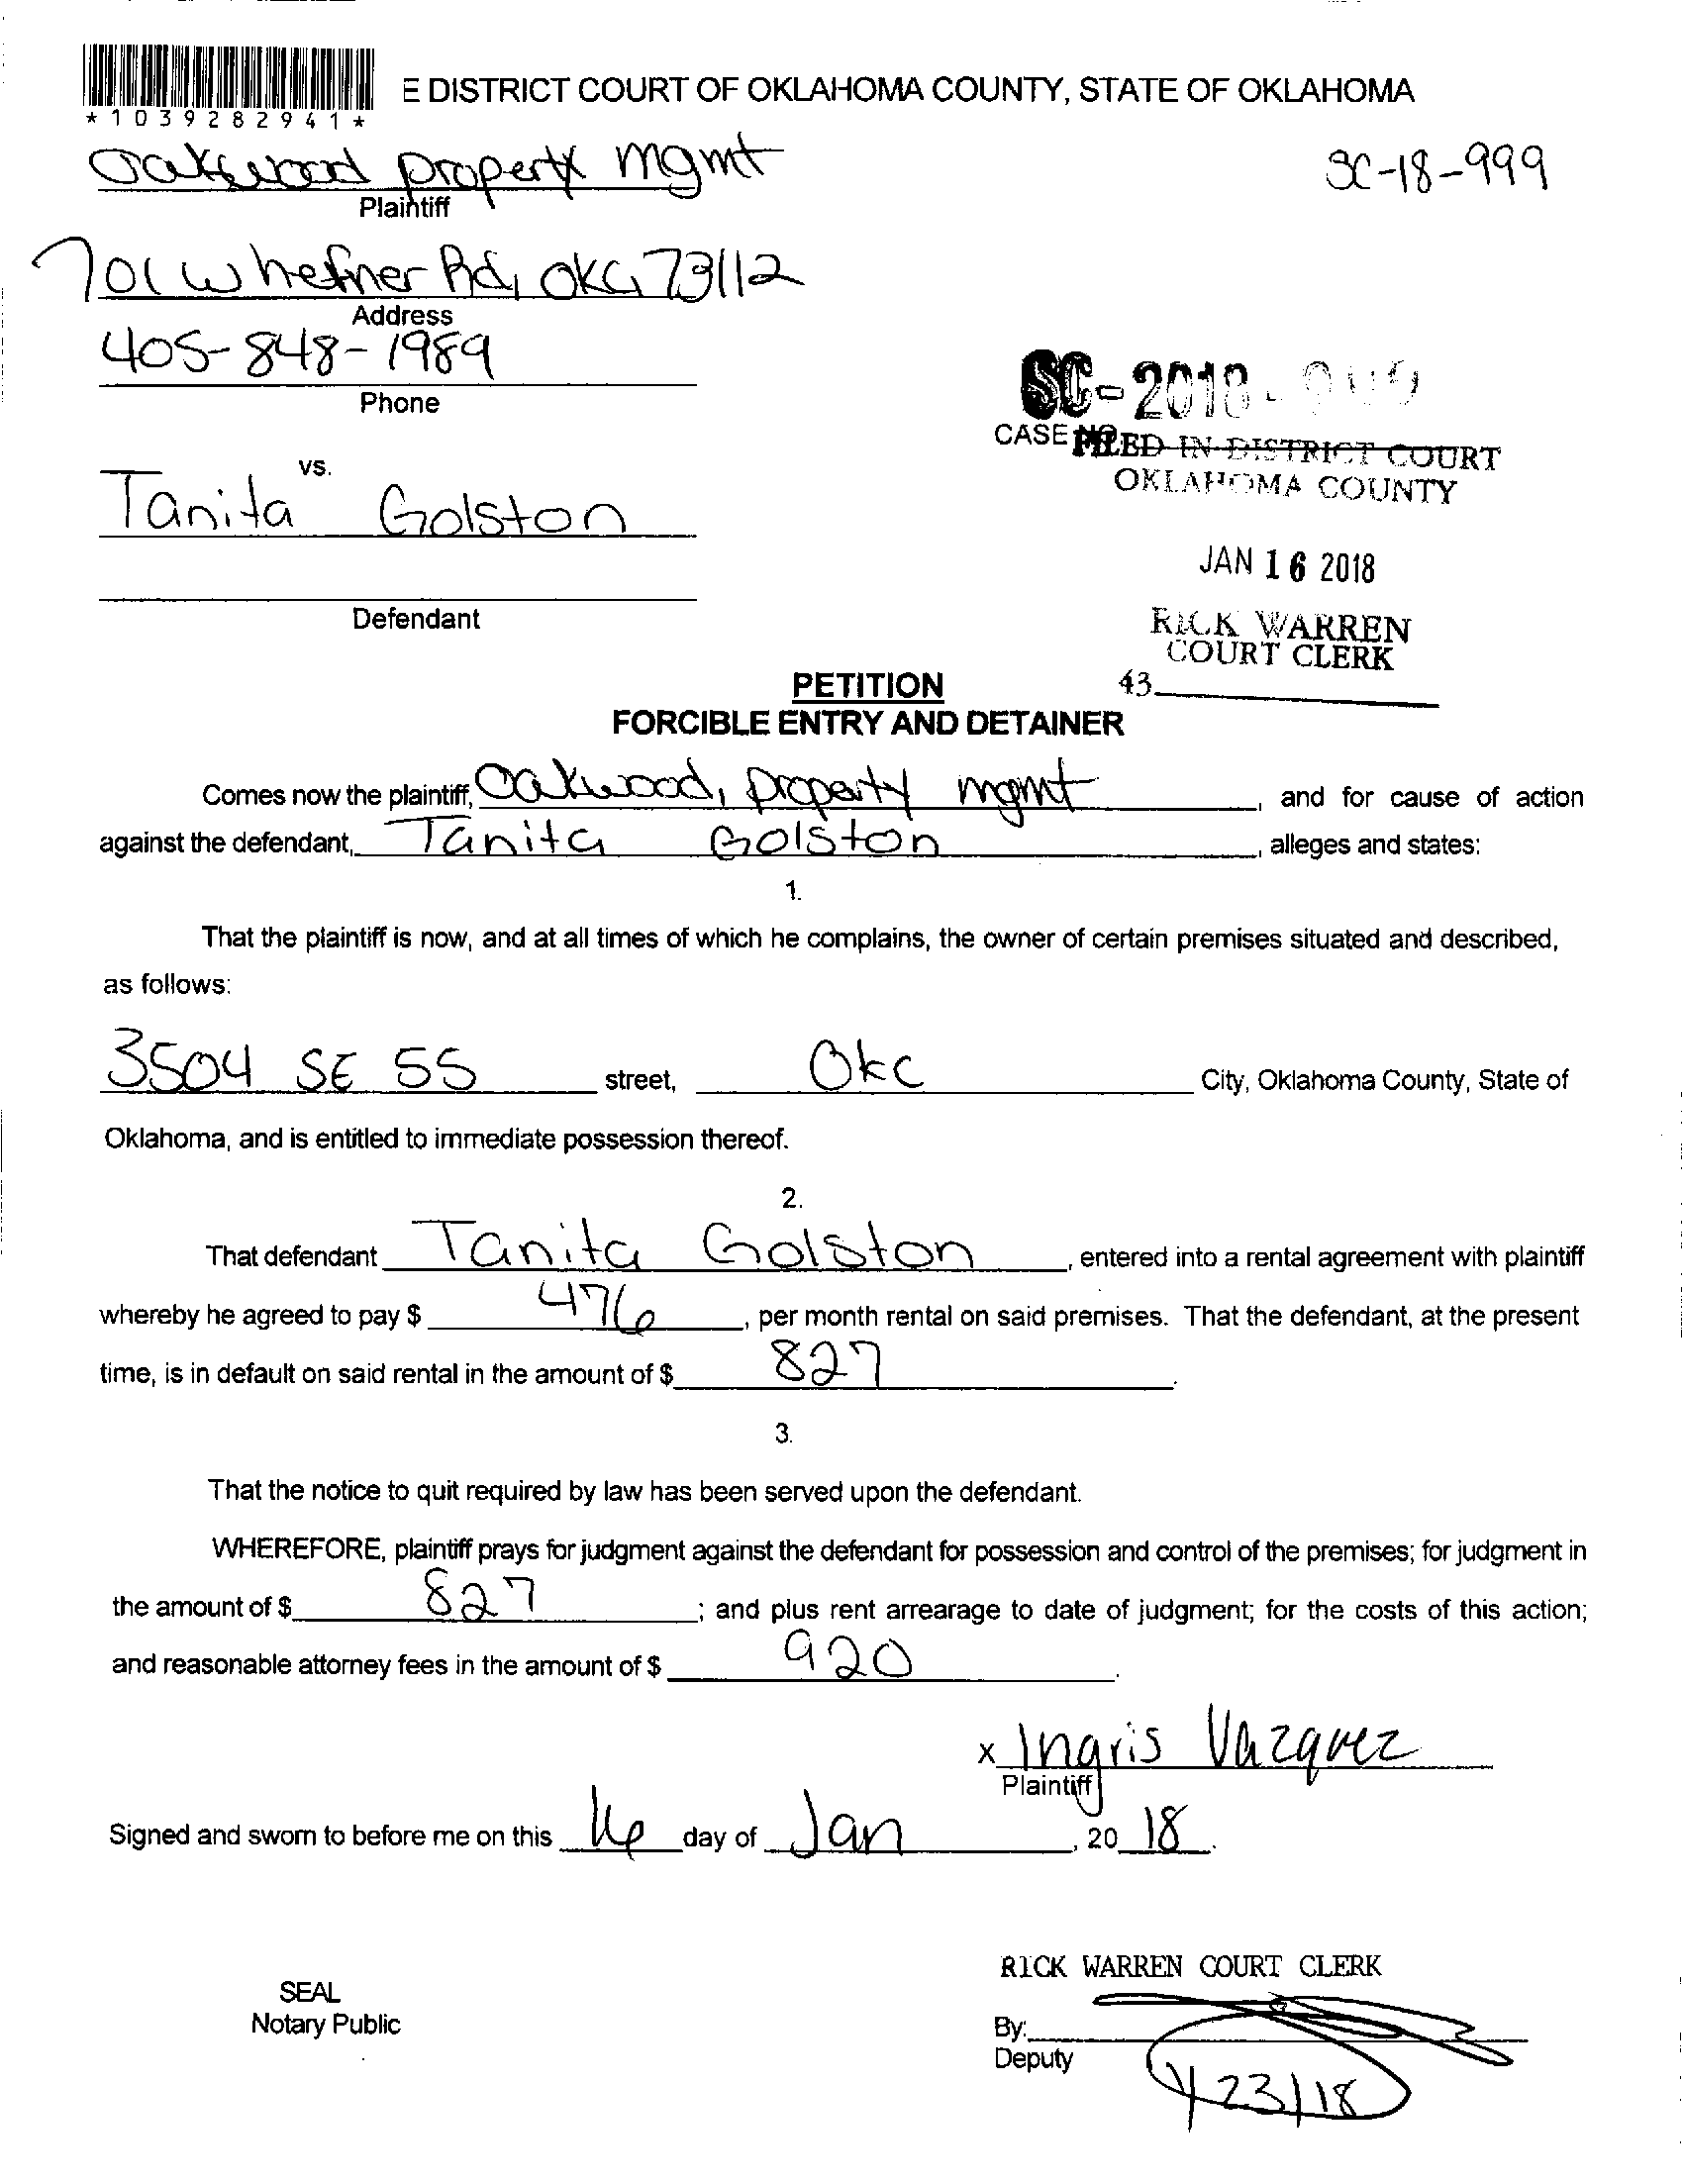 *1039282941*
E DISTRICT COURT OF OKLAHOMA COUNTY, STATE OF OKLAHOMA
Oakwood property mgmt
SC-18-999
Plaintiff
701 W hefner Rd, OKC, 73112
Address
405-848-1989
Phone
SC-2018-
CASE NO.
FILED IN DISTRICT COURT
OKLAHOMA COUNTY
vs.
Tanita Golston
JAN 16 2018
Defendant
RICK WARREN
COURT CLERK
43
PETITION
FORCIBLE ENTRY AND DETAINER
Comes now the plaintiff, Oakwood, property mgmt, and for cause of action
against the defendant, Tanita Golston, alleges and states:
1.
That the plaintiff is now, and at all times of which he complains, the owner of certain premises situated and described,
as follows:
3504 SE 55 street, Okc City, Oklahoma County, State of
Oklahoma, and is entitled to immediate possession thereof.
2.
That defendant Tanita Golston, entered into a rental agreement with plaintiff
whereby he agreed to pay $ 476, per month rental on said premises. That the defendant, at the present
time, is in default on said rental in the amount of $ 827.
3.
That the notice to quit required by law has been served upon the defendant.
WHEREFORE, plaintiff prays for judgment against the defendant for possession and control of the premises; for judgment in
the amount of $ 827; and plus rent arrearage to date of judgment; for the costs of this action;
and reasonable attorney fees in the amount of $ 920.
x Ingris Vazquez
Plaintiff
Signed and sworn to before me on this 16 day of Jan, 20 18.
RICK WARREN COURT CLERK
SEAL
Notary Public
By:
Deputy
1/23/18